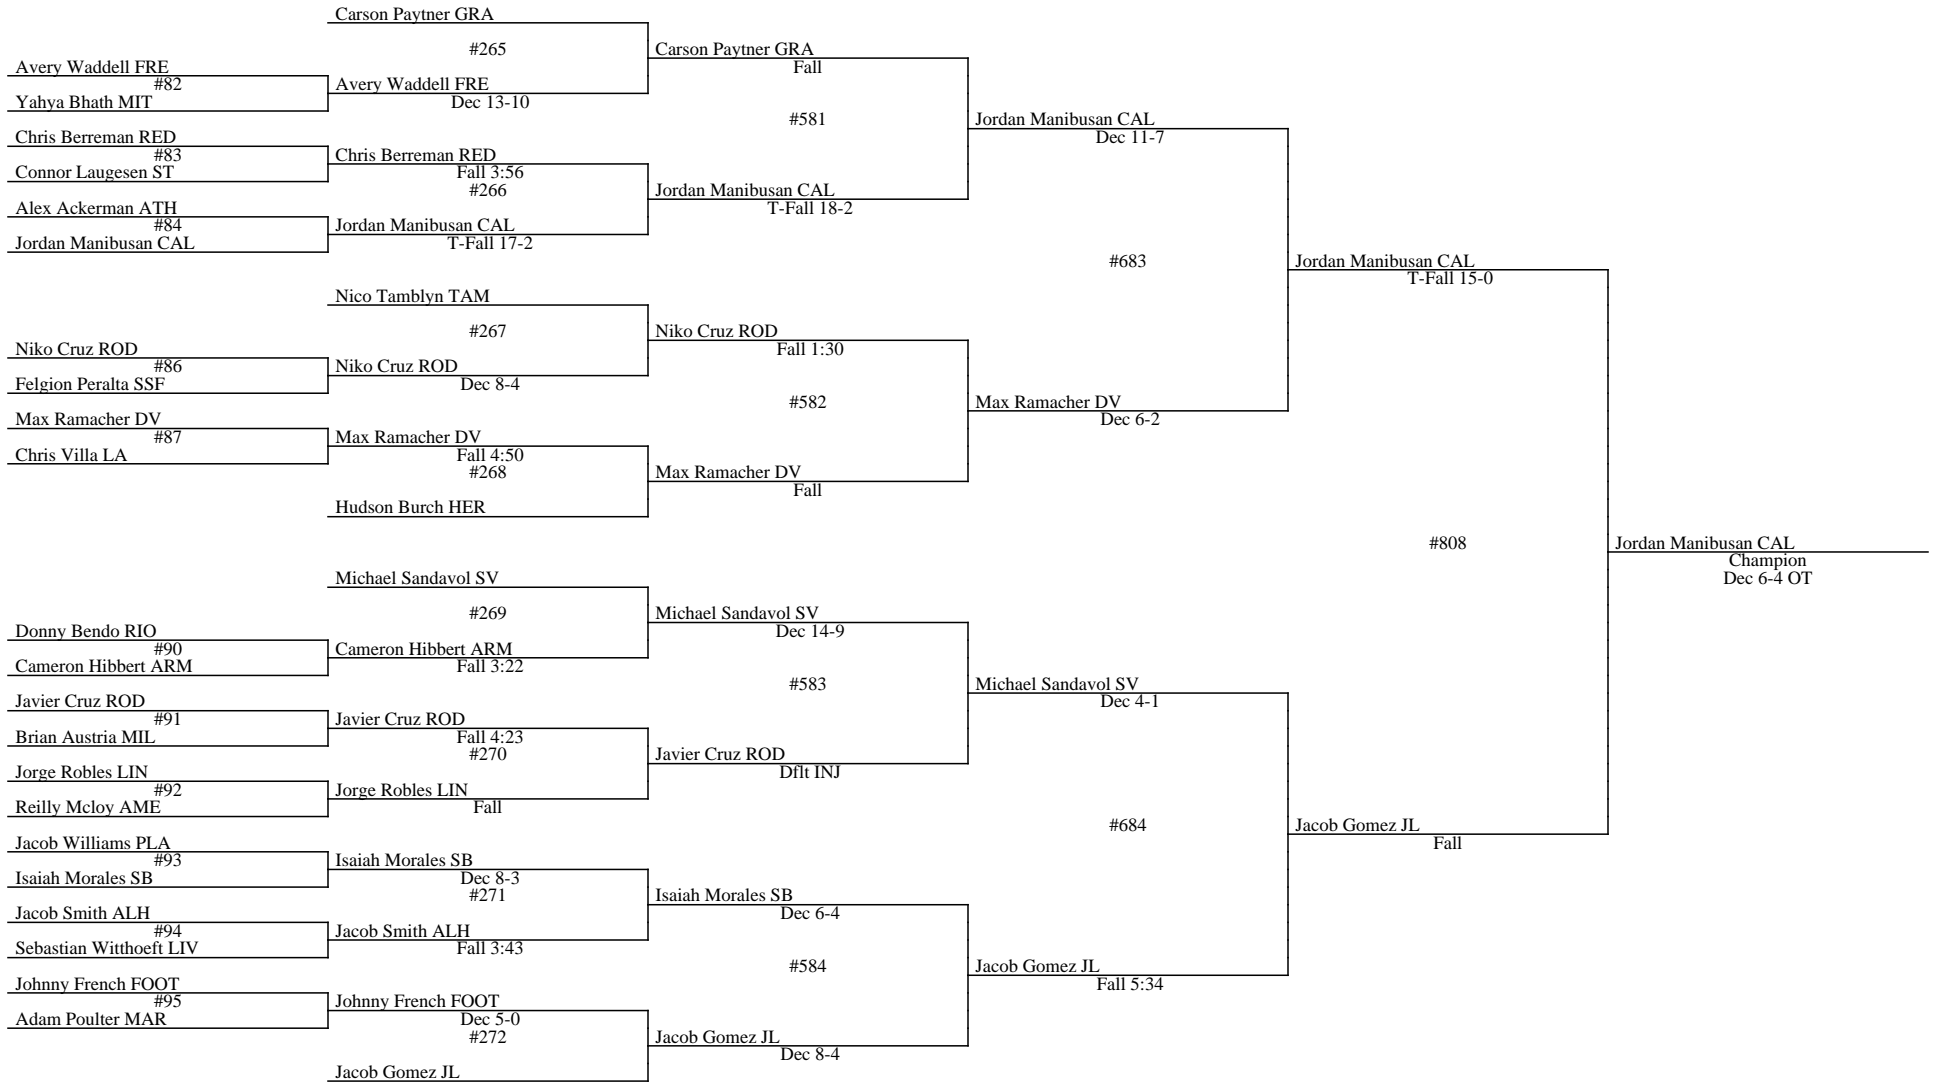 Carson Paytner GRA
#265
Carson Paytner GRA
Avery Waddell FRE
Fall
#82
Avery Waddell FRE
Yahya Bhath MIT
Dec 13-10
#581
Jordan Manibusan CAL
Chris Berreman RED
Dec 11-7
#83
Chris Berreman RED
Connor Laugesen ST
Fall 3:56
#266
Jordan Manibusan CAL
Alex Ackerman ATH
T-Fall 18-2
#84
Jordan Manibusan CAL
Jordan Manibusan CAL
T-Fall 17-2
#683
Jordan Manibusan CAL
T-Fall 15-0
Nico Tamblyn TAM
#267
Niko Cruz ROD
Niko Cruz ROD
Fall 1:30
#86
Niko Cruz ROD
Felgion Peralta SSF
Dec 8-4
#582
Max Ramacher DV
Max Ramacher DV
Dec 6-2
#87
Max Ramacher DV
Chris Villa LA
Fall 4:50
#268
Max Ramacher DV
Fall
Hudson Burch HER
#808
Jordan Manibusan CAL
Champion
Dec 6-4 OT
Michael Sandavol SV
#269
Michael Sandavol SV
Donny Bendo RIO
Dec 14-9
#90
Cameron Hibbert ARM
Cameron Hibbert ARM
Fall 3:22
#583
Michael Sandavol SV
Javier Cruz ROD
Dec 4-1
#91
Javier Cruz ROD
Brian Austria MIL
Fall 4:23
#270
Javier Cruz ROD
Jorge Robles LIN
Dflt INJ
#92
Jorge Robles LIN
Reilly Mcloy AME
Fall
#684
Jacob Gomez JL
Jacob Williams PLA
Fall
#93
Isaiah Morales SB
Isaiah Morales SB
Dec 8-3
#271
Isaiah Morales SB
Jacob Smith ALH
Dec 6-4
#94
Jacob Smith ALH
Sebastian Witthoeft LIV
Fall 3:43
#584
Jacob Gomez JL
Johnny French FOOT
Fall 5:34
#95
Johnny French FOOT
Adam Poulter MAR
Dec 5-0
#272
Jacob Gomez JL
Dec 8-4
Jacob Gomez JL